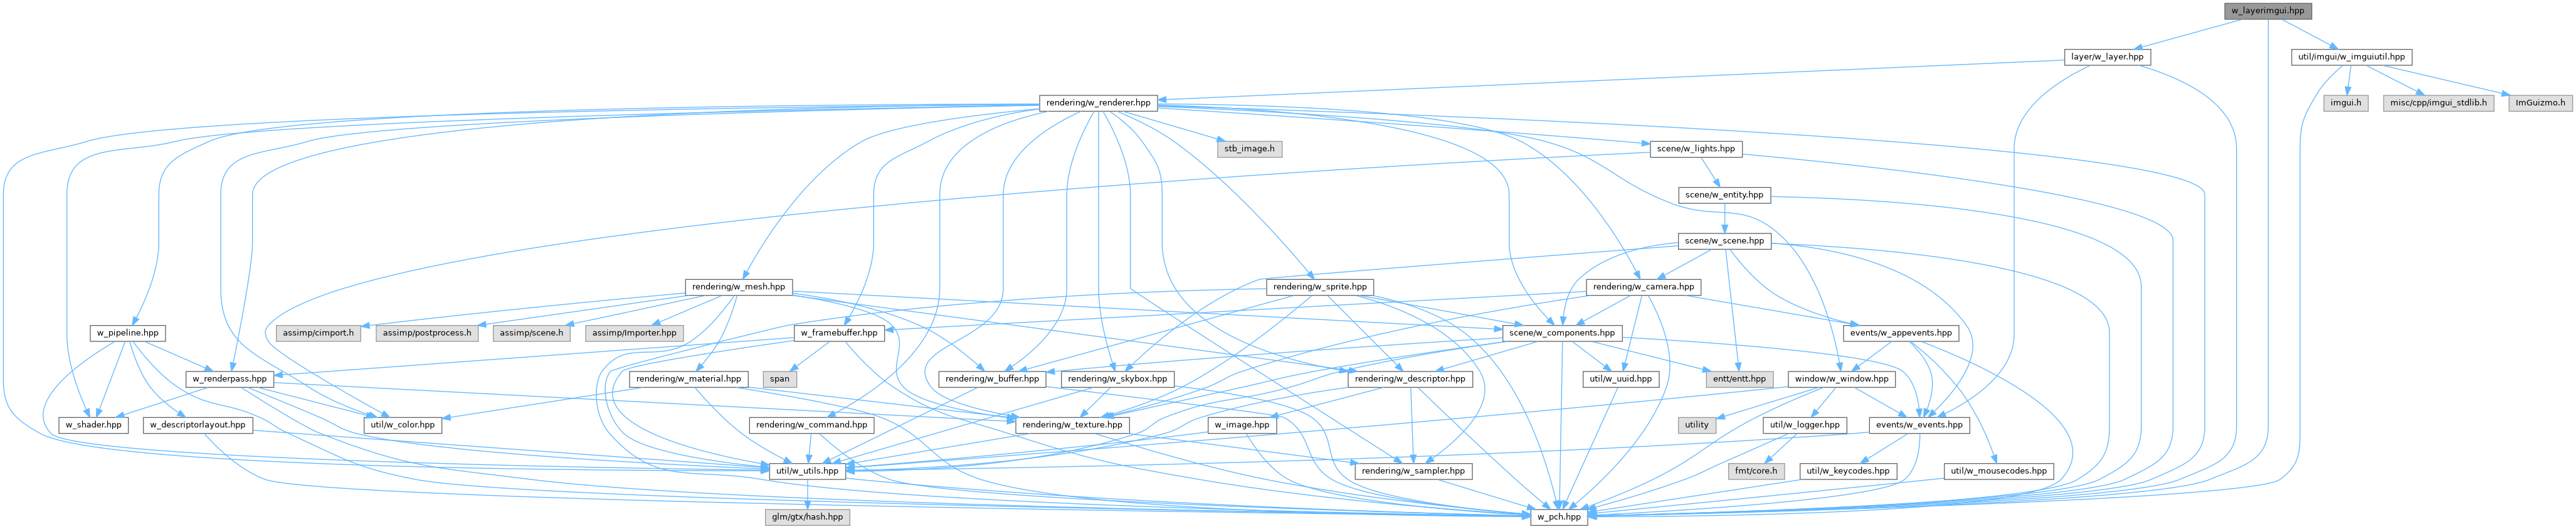 w_layerimgui.hpp
layer/w_layer.hpp
util/imgui/w_imguiutil.hpp
rendering/w_renderer.hpp
imgui.h
misc/cpp/imgui_stdlib.h
ImGuizmo.h
stb_image.h
scene/w_lights.hpp
scene/w_entity.hpp
scene/w_scene.hpp
rendering/w_mesh.hpp
rendering/w_sprite.hpp
rendering/w_camera.hpp
w_pipeline.hpp
assimp/cimport.h
assimp/postprocess.h
assimp/scene.h
assimp/Importer.hpp
w_framebuffer.hpp
scene/w_components.hpp
events/w_appevents.hpp
w_renderpass.hpp
rendering/w_material.hpp
span
rendering/w_buffer.hpp
rendering/w_skybox.hpp
rendering/w_descriptor.hpp
util/w_uuid.hpp
entt/entt.hpp
window/w_window.hpp
w_shader.hpp
w_descriptorlayout.hpp
util/w_color.hpp
rendering/w_command.hpp
rendering/w_texture.hpp
w_image.hpp
utility
util/w_logger.hpp
events/w_events.hpp
util/w_utils.hpp
rendering/w_sampler.hpp
fmt/core.h
util/w_keycodes.hpp
util/w_mousecodes.hpp
glm/gtx/hash.hpp
w_pch.hpp